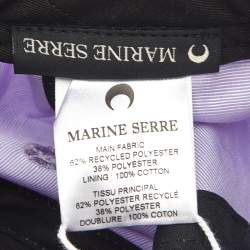 MARINE SERRE
MARINE SERRE
MAIN FABRIC
62% RECYCLED POLYESTER
38% POLYESTER
LINING : 100% COTTON
TISSU PRINCIPAL
62% POLYESTER RECYCLÉ
38% POLYESTER
DOUBLURE : 100% COTON